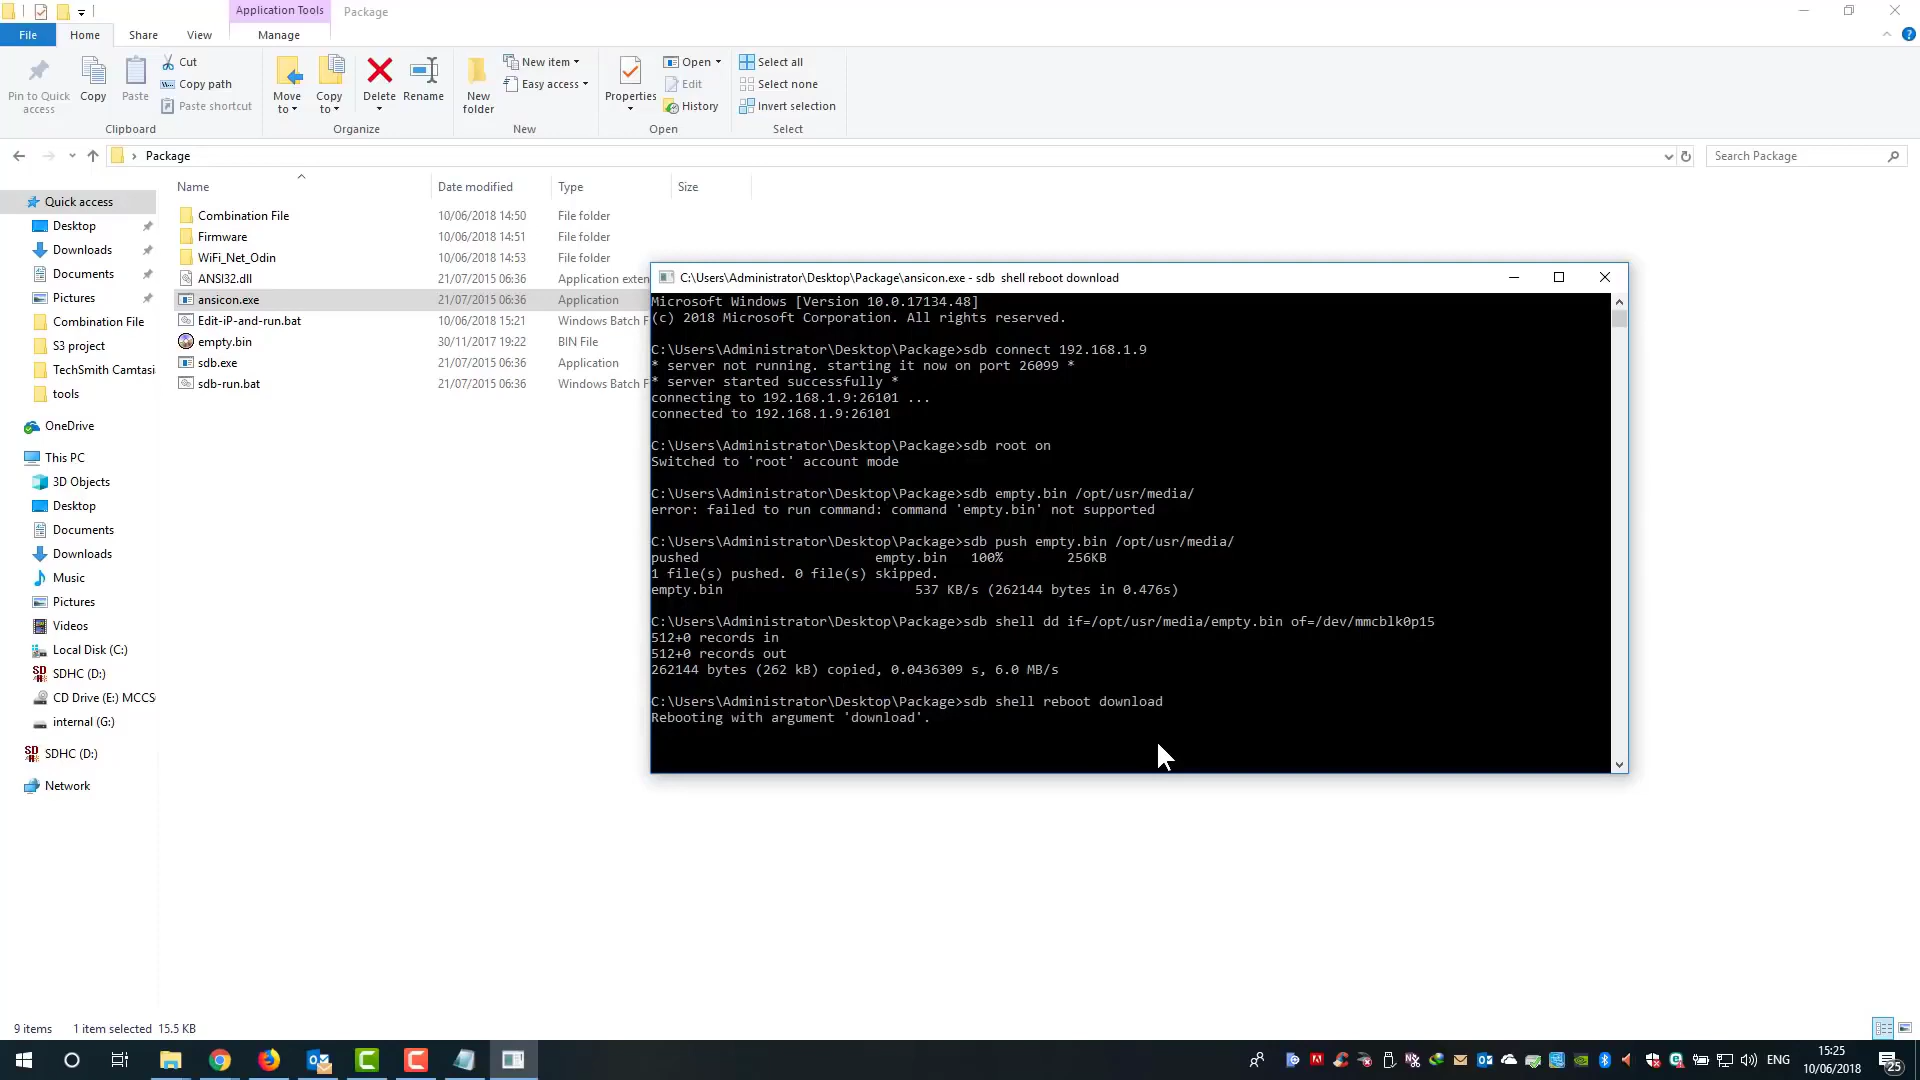 Application Tools
Package
File
Home
Share
View
Manage
Pin to Quick access
Copy
Paste
Cut
Copy path
Paste shortcut
Clipboard
Move to
Copy to
Delete
Rename
Organize
New folder
New item
Easy access
New
Properties
Open
Edit
History
Open
Select all
Select none
Invert selection
Select
Package
Search Package
Name
Date modified
Type
Size
Combination File 10/06/2018 14:50 File folder
Firmware 10/06/2018 14:51 File folder
WiFi_Net_Odin 10/06/2018 14:53 File folder
ANSI32.dll 21/07/2015 06:36 Application exten
ansicon.exe 21/07/2015 06:36 Application
Edit-iP-and-run.bat 10/06/2018 15:21 Windows Batch F
empty.bin 30/11/2017 19:22 BIN File
sdb.exe 21/07/2015 06:36 Application
sdb-run.bat 21/07/2015 06:36 Windows Batch F
Quick access
Desktop
Downloads
Documents
Pictures
Combination File
S3 project
TechSmith Camtasi
tools
OneDrive
This PC
3D Objects
Desktop
Documents
Downloads
Music
Pictures
Videos
Local Disk (C:)
SDHC (D:)
CD Drive (E:) MCCS
internal (G:)
SDHC (D:)
Network
C:\Users\Administrator\Desktop\Package\ansicon.exe - sdb shell reboot download
Microsoft Windows [Version 10.0.17134.48]
(c) 2018 Microsoft Corporation. All rights reserved.
C:\Users\Administrator\Desktop\Package>sdb connect 192.168.1.9
* server not running. starting it now on port 26099 *
* server started successfully *
connecting to 192.168.1.9:26101 ...
connected to 192.168.1.9:26101
C:\Users\Administrator\Desktop\Package>sdb root on
Switched to 'root' account mode
C:\Users\Administrator\Desktop\Package>sdb empty.bin /opt/usr/media/
error: failed to run command: command 'empty.bin' not supported
C:\Users\Administrator\Desktop\Package>sdb push empty.bin /opt/usr/media/
pushed empty.bin 100% 256KB
1 file(s) pushed. 0 file(s) skipped.
empty.bin 537 KB/s (262144 bytes in 0.476s)
C:\Users\Administrator\Desktop\Package>sdb shell dd if=/opt/usr/media/empty.bin of=/dev/mmcblk0p15
512+0 records in
512+0 records out
262144 bytes (262 kB) copied, 0.0436309 s, 6.0 MB/s
C:\Users\Administrator\Desktop\Package>sdb shell reboot download
Rebooting with argument 'download'.
9 items 1 item selected 15.5 KB
ENG
15:25
10/06/2018
25